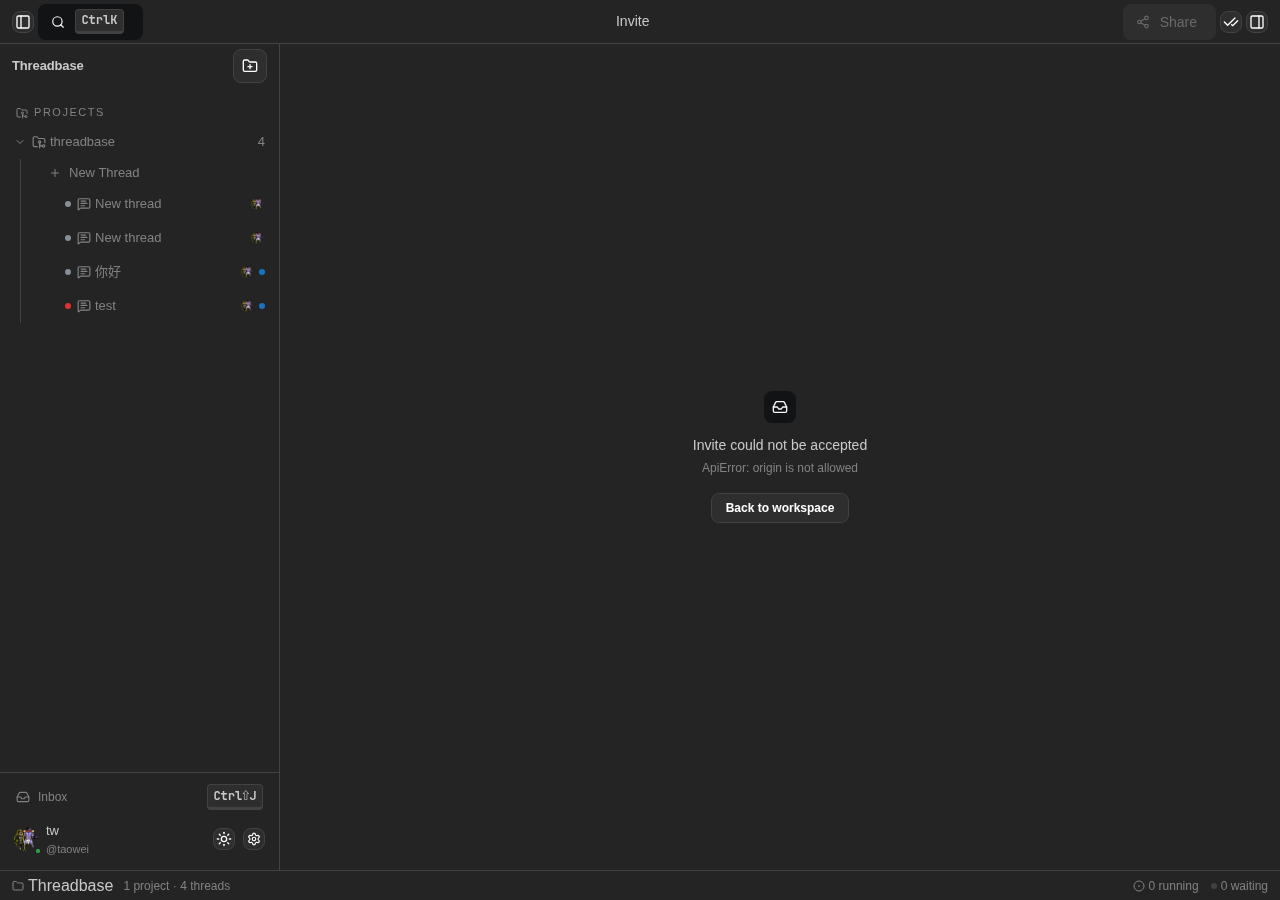 CtrlK
Invite
Share
Threadbase
PROJECTS
threadbase 4
New Thread
New thread
New thread
你好
test
Invite could not be accepted
ApiError: origin is not allowed
Back to workspace
Inbox Ctrl⇧J
tw
@taowei
Threadbase 1 project · 4 threads 0 running 0 waiting